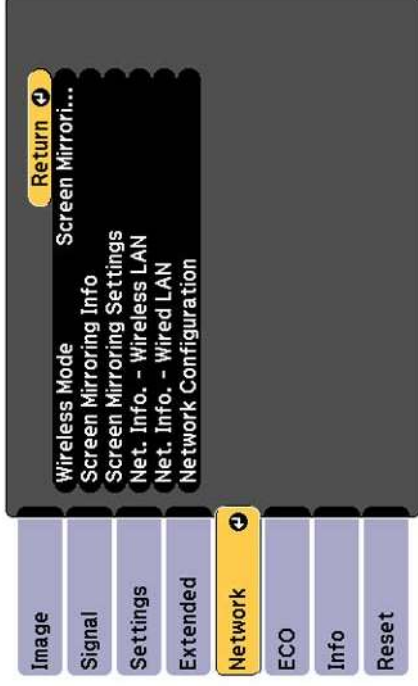 Image
Signal
Settings
Extended
Network
ECO
Info
Reset
Return
Wireless Mode Screen Mirrori...
Screen Mirroring Info
Screen Mirroring Settings
Net. Info. - Wireless LAN
Net. Info. - Wired LAN
Network Configuration